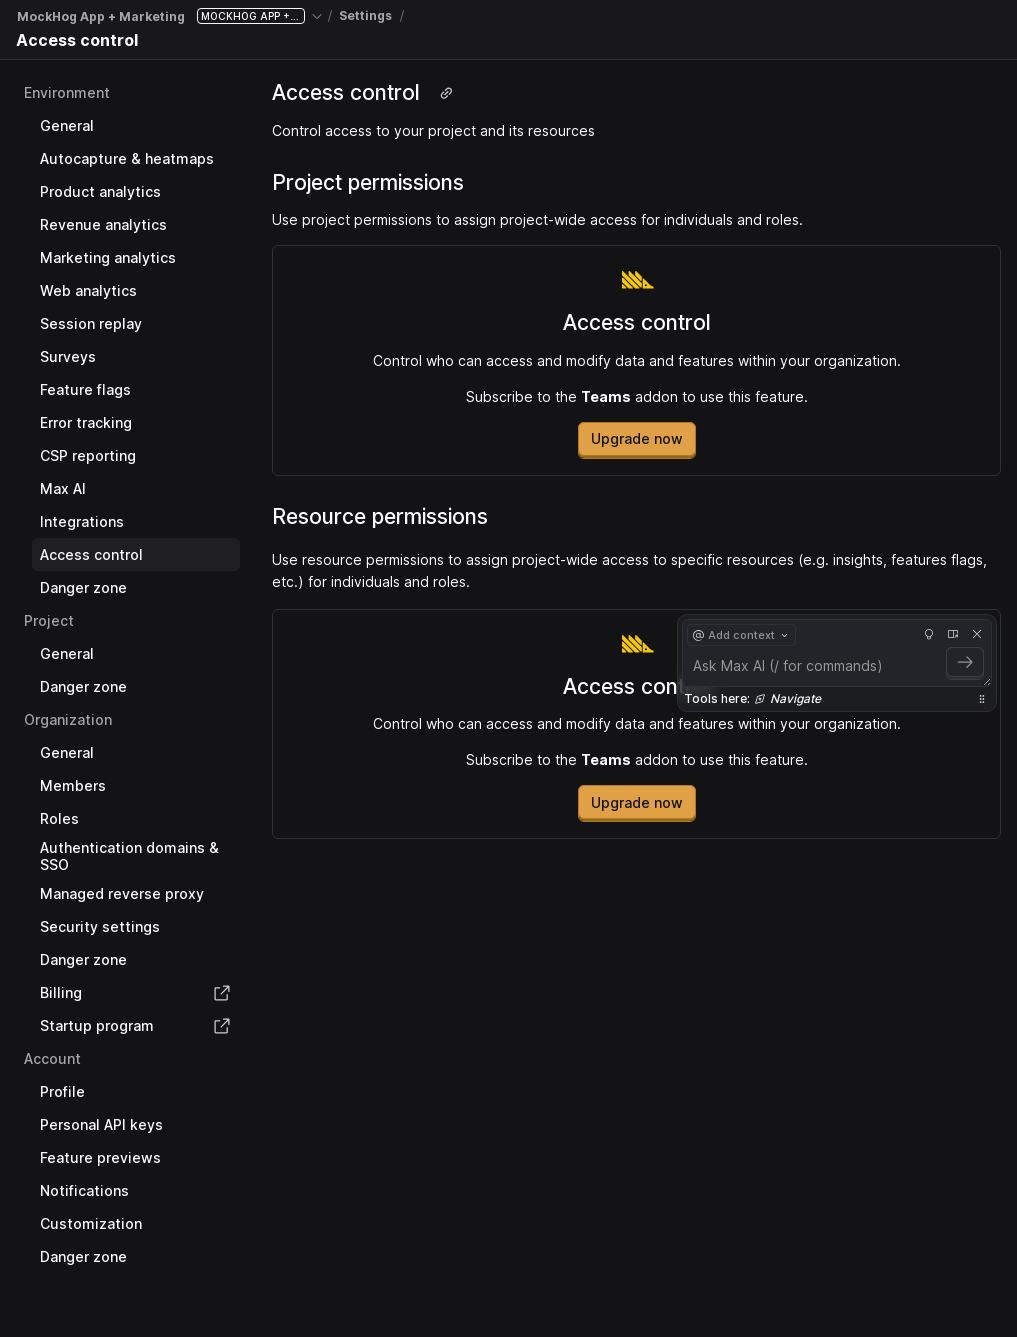 MockHog App + Marketing MOCKHOG APP +... / Settings /
Access control
Environment
General
Autocapture & heatmaps
Product analytics
Revenue analytics
Marketing analytics
Web analytics
Session replay
Surveys
Feature flags
Error tracking
CSP reporting
Max AI
Integrations
Access control
Danger zone
Project
General
Danger zone
Organization
General
Members
Roles
Authentication domains &
SSO
Managed reverse proxy
Security settings
Danger zone
Billing
Startup program
Account
Profile
Personal API keys
Feature previews
Notifications
Customization
Danger zone
Access control
Control access to your project and its resources
Project permissions
Use project permissions to assign project-wide access for individuals and roles.
Access control
Control who can access and modify data and features within your organization.
Subscribe to the Teams addon to use this feature.
Upgrade now
Resource permissions
Use resource permissions to assign project-wide access to specific resources (e.g. insights, features flags,
etc.) for individuals and roles.
Access cont
Control who can access and modify data and features within your organization.
Subscribe to the Teams addon to use this feature.
Upgrade now
@ Add context
Ask Max AI (/ for commands)
Tools here: Navigate